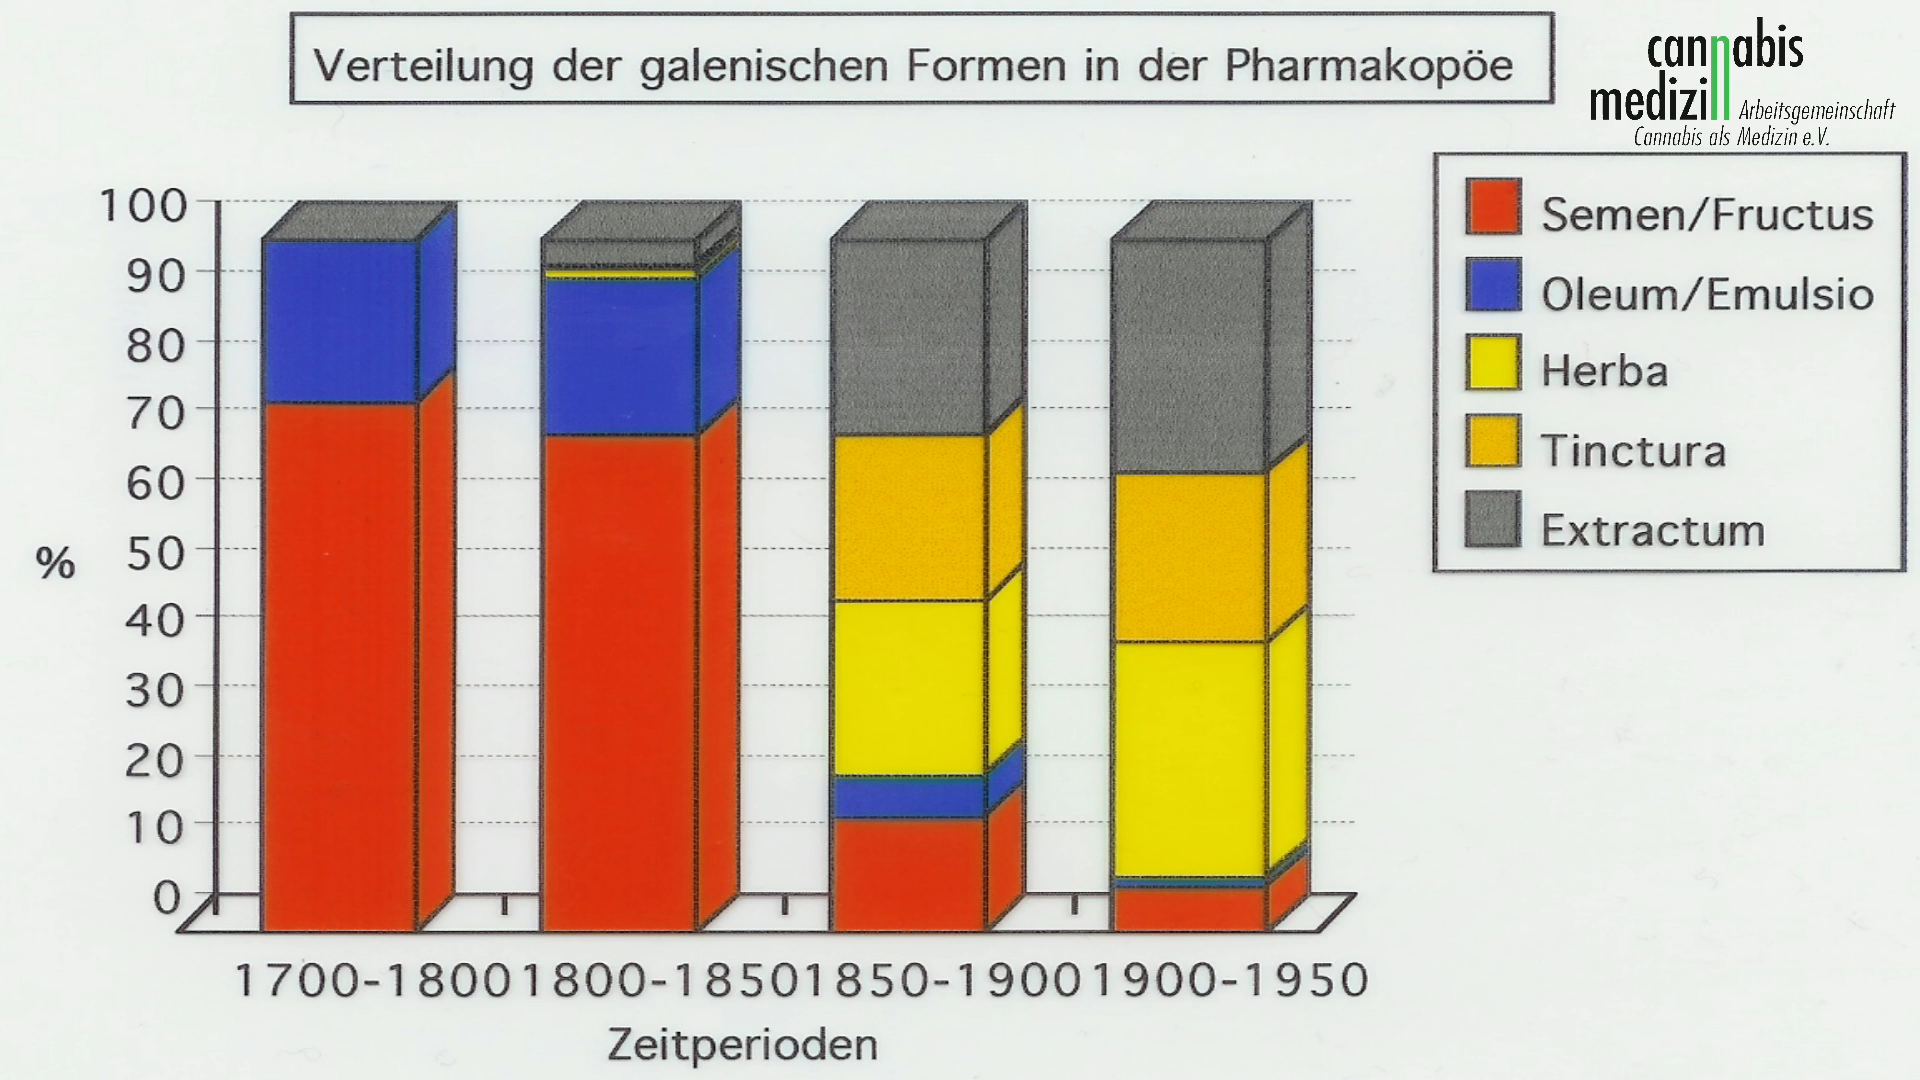 Verteilung der galenischen Formen in der Pharmakopöe
cannabis
medizin Arbeitsgemeinschaft
Cannabis als Medizin e.V.
Semen/Fructus
Oleum/Emulsio
Herba
Tinctura
Extractum
100
90
80
70
60
50
40
30
20
10
0
%
1700-1800 1800-1850 1850-1900 1900-1950
Zeitperioden